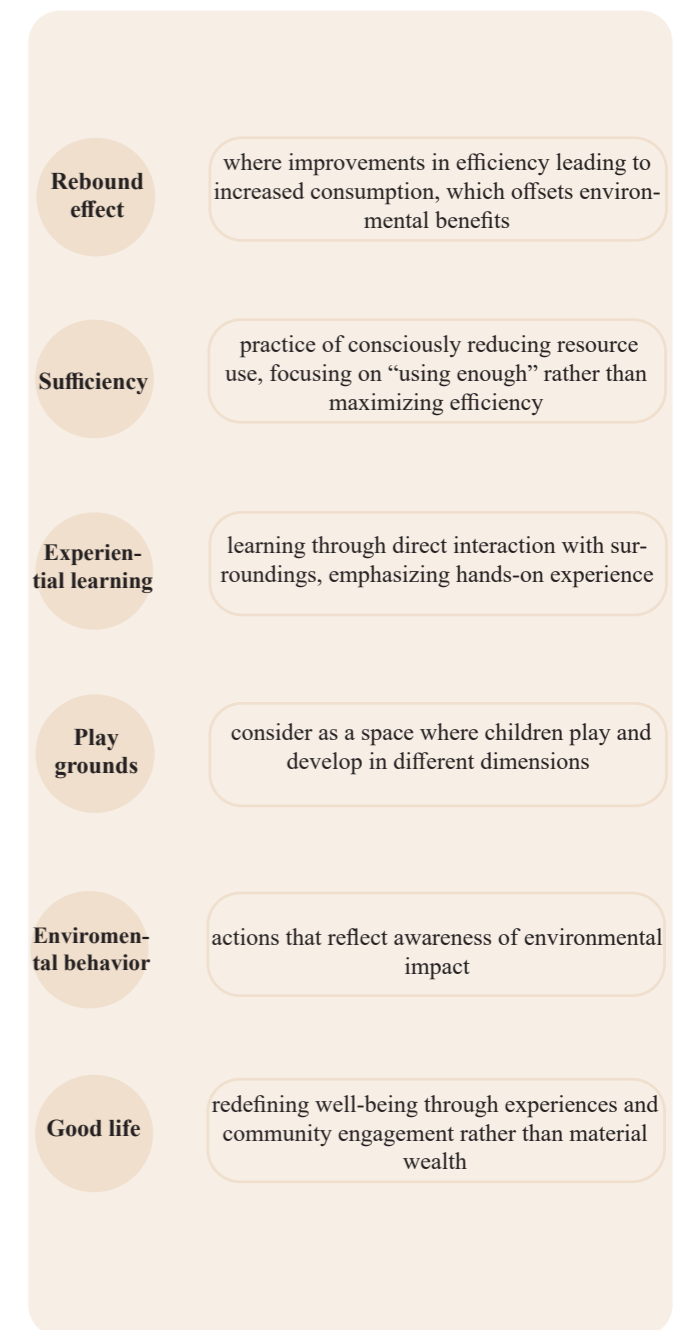 Rebound
effect
where improvements in efficiency leading to
increased consumption, which offsets environ-
mental benefits
Sufficiency
practice of consciously reducing resource
use, focusing on “using enough” rather than
maximizing efficiency
Experien-
tial learning
learning through direct interaction with sur-
roundings, emphasizing hands-on experience
Play
grounds
consider as a space where children play and
develop in different dimensions
Enviromen-
tal behavior
actions that reflect awareness of environmental
impact
Good life
redefining well-being through experiences and
community engagement rather than material
wealth